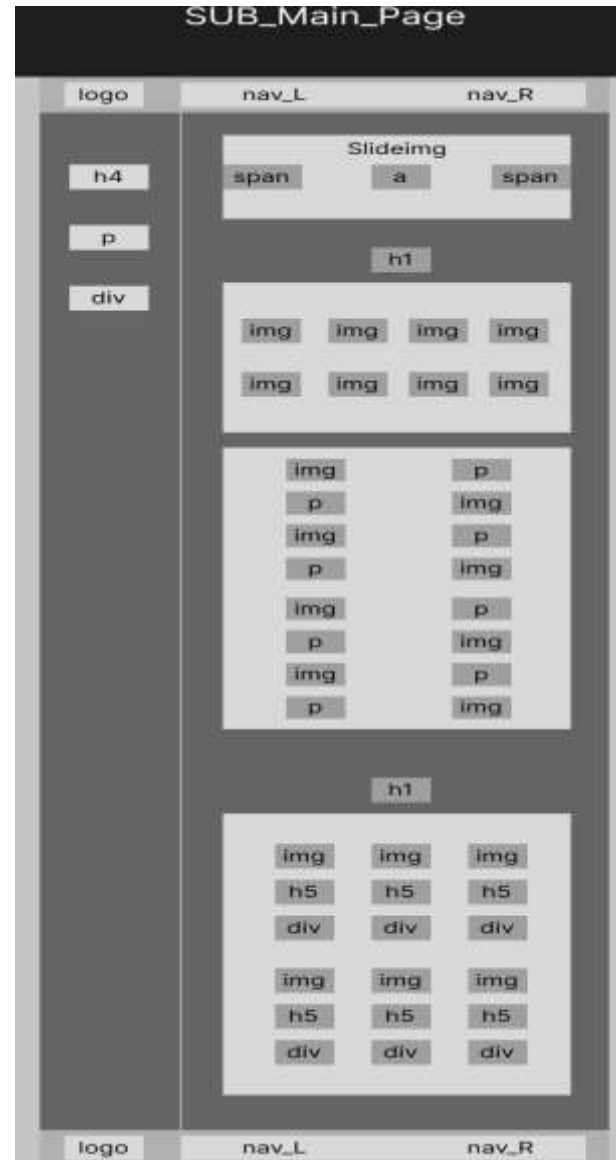 SUB_Main_Page
logo nav_L nav_R
Slideimg
h4 span a span
p
h1
div
img img img img
img img img img
img p
p img
img p
p img
img p
p img
img p
p img
h1
img img img
h5 h5 h5
div div div
img img img
h5 h5 h5
div div div
logo nav_L nav_R